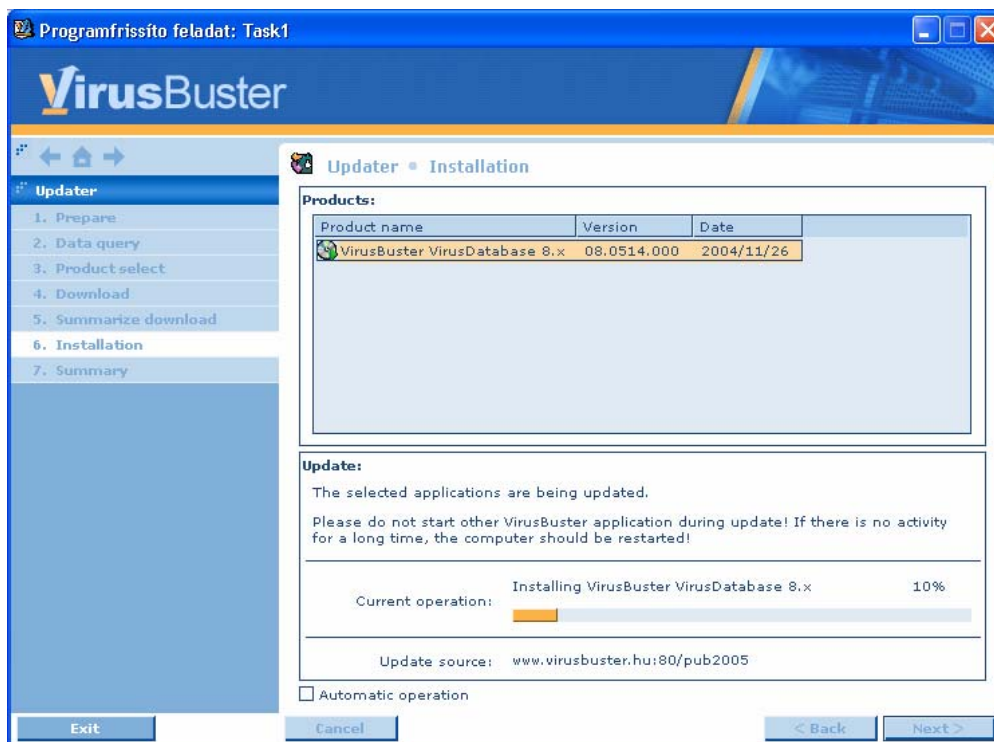 Programfrissíto feladat: Task1
VirusBuster
Updater
1. Prepare
2. Data query
3. Product select
4. Download
5. Summarize download
6. Installation
7. Summary
Updater • Installation
Products:
Product name Version Date
VirusBuster VirusDatabase 8.x 08.0514.000 2004/11/26
Update:
The selected applications are being updated.
Please do not start other VirusBuster application during update! If there is no activity
for a long time, the computer should be restarted!
Current operation: Installing VirusBuster VirusDatabase 8.x 10%
Update source: www.virusbuster.hu:80/pub2005
Automatic operation
Exit Cancel < Back Next >